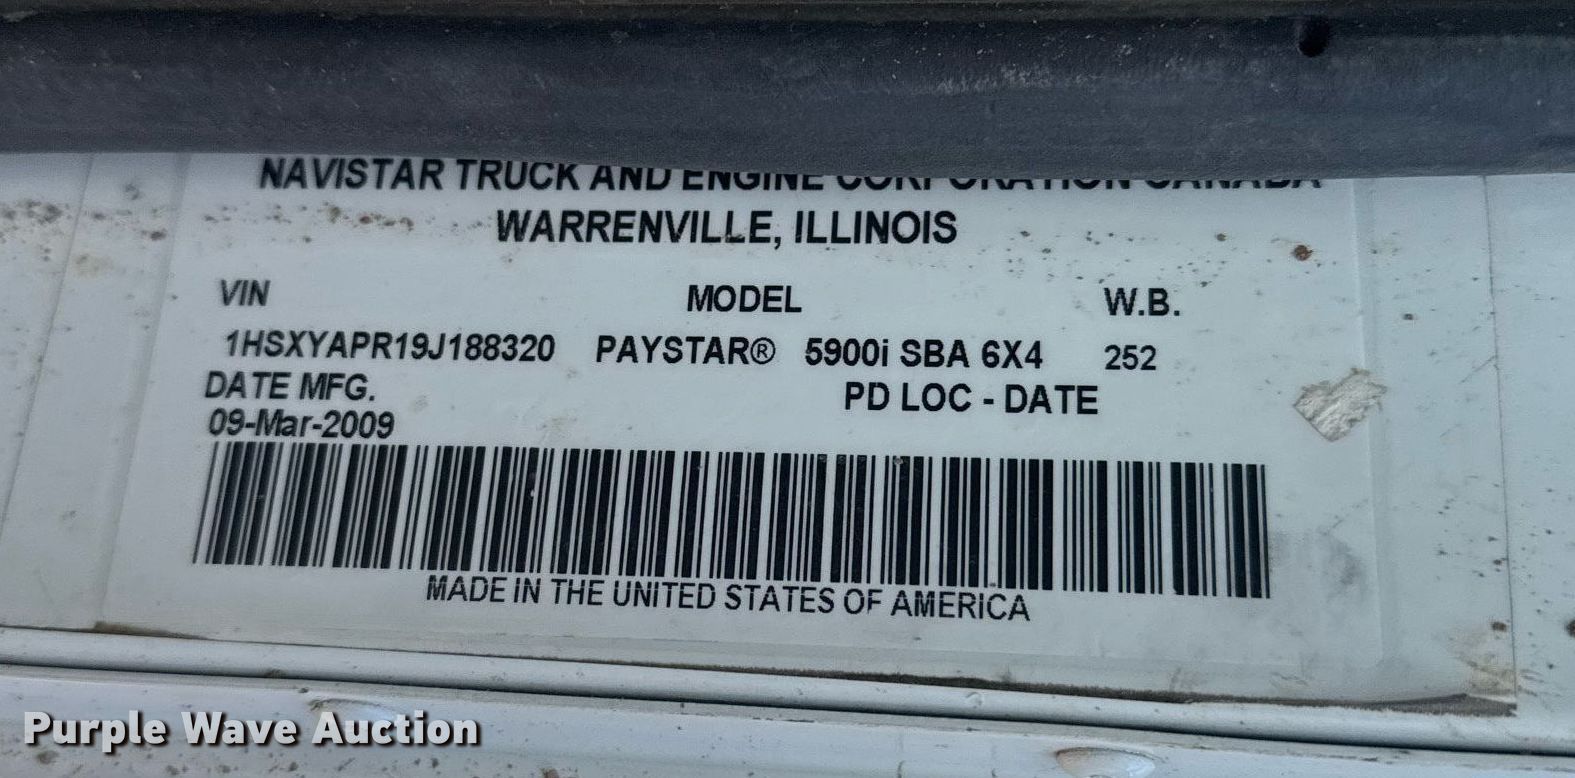 NAVISTAR TRUCK AND ENGINE CORPORATION CANADA
WARRENVILLE, ILLINOIS
VIN MODEL W.B.
1HSXYAPR19J188320 PAYSTAR® 5900i SBA 6X4 252
DATE MFG. PD LOC - DATE
09-Mar-2009
MADE IN THE UNITED STATES OF AMERICA
Purple Wave Auction